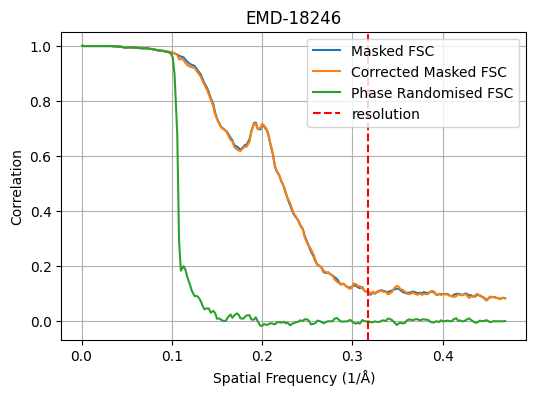 EMD-18246
Masked FSC
Corrected Masked FSC
Phase Randomised FSC
resolution
Correlation
1.0
0.8
0.6
0.4
0.2
0.0
0.0 0.1 0.2 0.3 0.4
Spatial Frequency (1/Å)